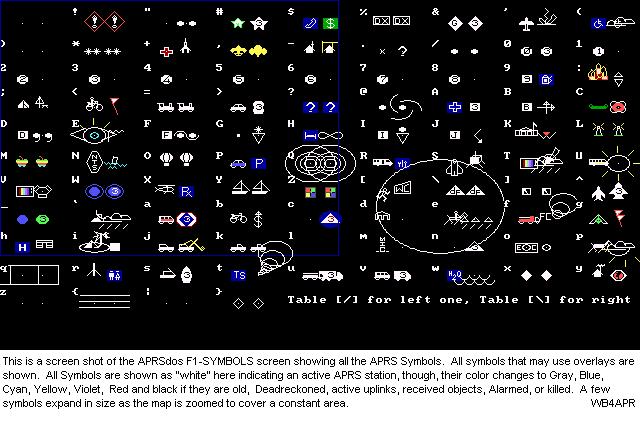 ! " # $ % & ' (
) * + , - . / 0 1
2 3 4 5 6 7 8 9 :
; < = > ? @ A B C
D E F G H I J K L
M N O P Q R S T U
V W X Y Z [ \ ] ^
_ ` a b c d e f g
h i j k l m n o p
q r s t u v w x y
z { | } Table [/] for left one, Table [\] for right
This is a screen shot of the APRSdos F1-SYMBOLS screen showing all the APRS Symbols. All symbols that may use overlays are
shown. All Symbols are shown as "white" here indicating an active APRS station, though, their color changes to Gray, Blue,
Cyan, Yellow, Violet, Red and black if they are old, Deadreckoned, active uplinks, received objects, Alarmed, or killed. A few
symbols expand in size as the map is zoomed to cover a constant area. WB4APR